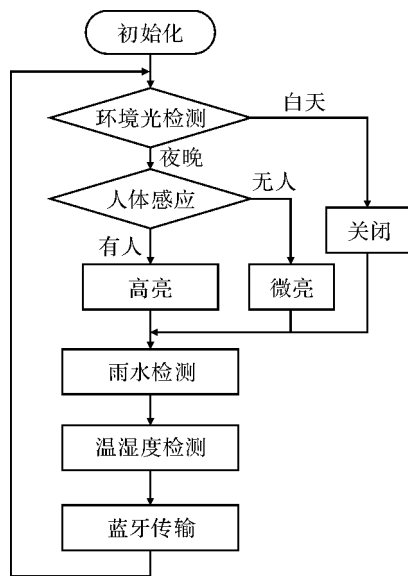 初始化
环境光检测
白天
夜晚
人体感应
无人
有人
关闭
高亮
微亮
雨水检测
温湿度检测
蓝牙传输